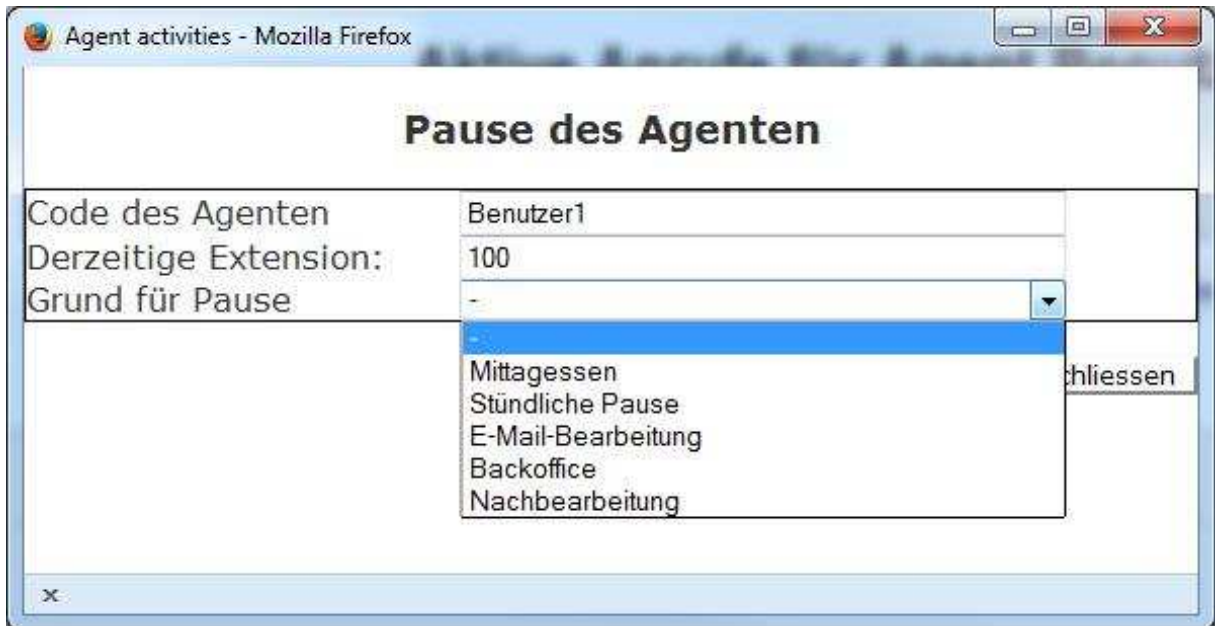 Agent activities - Mozilla Firefox
Pause des Agenten
Code des Agenten Benutzer1
Derzeitige Extension: 100
Grund für Pause -
-
Mittagessen
chliessen
Stündliche Pause
E-Mail-Bearbeitung
Backoffice
Nachbearbeitung